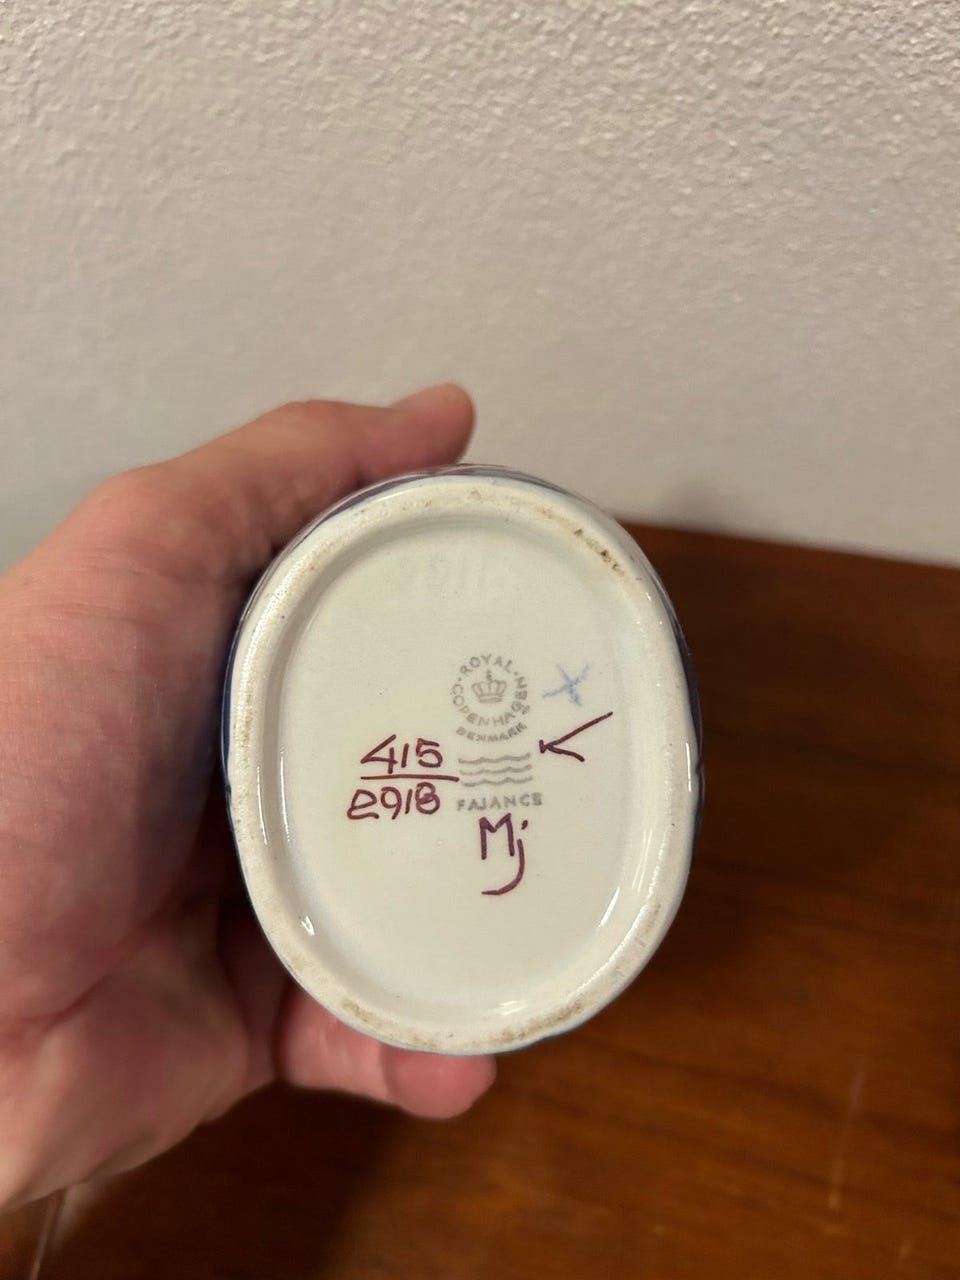 ROYAL
COPENHAGEN
DENMARK
415
2918
FAJANCE
Mj